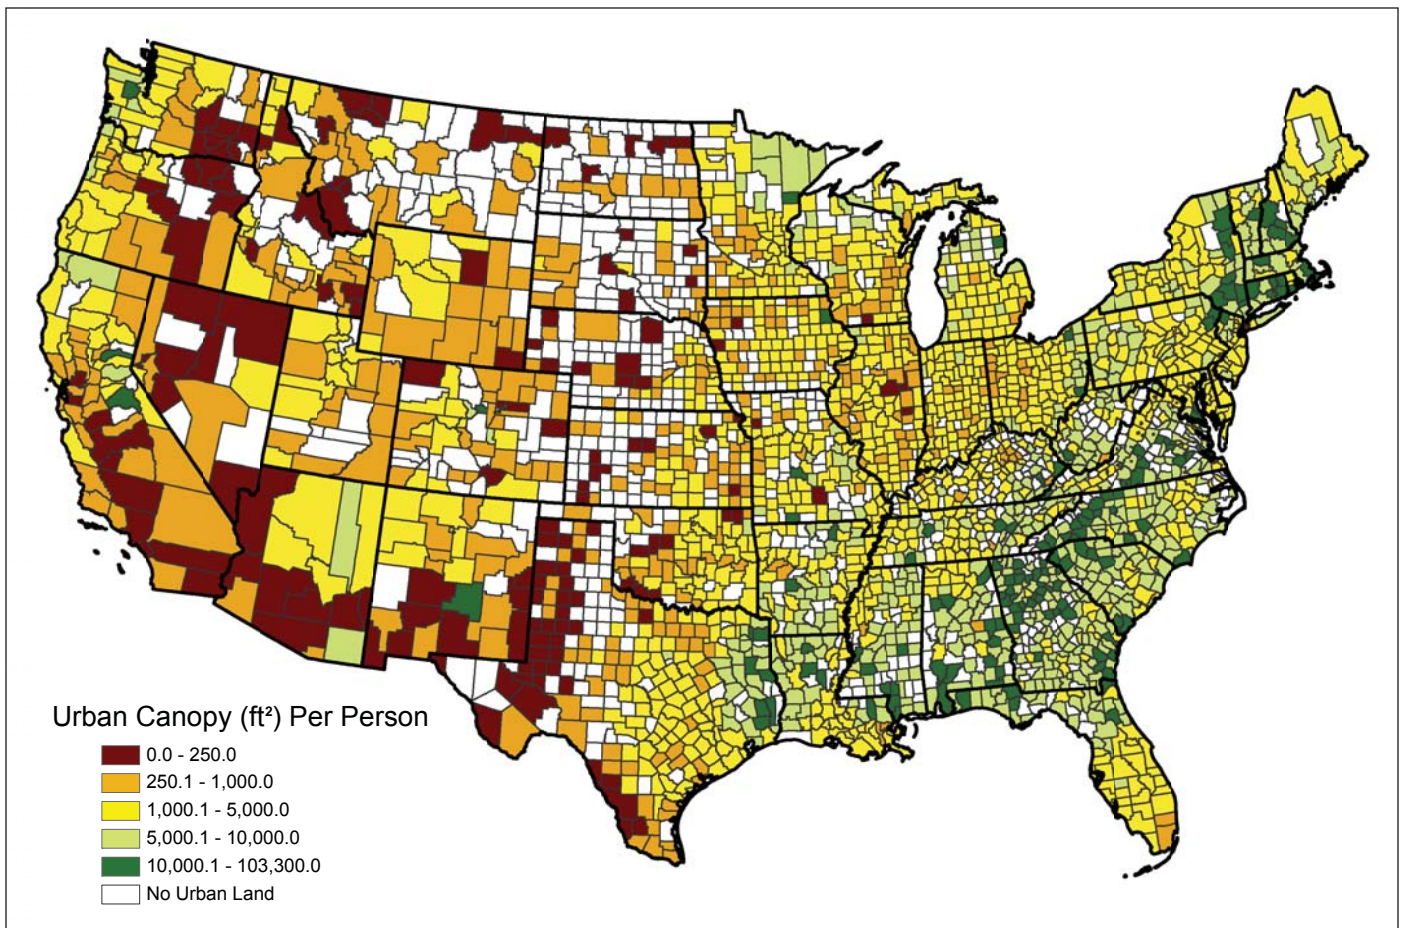 Urban Canopy (ft²) Per Person
0.0 - 250.0
250.1 - 1,000.0
1,000.1 - 5,000.0
5,000.1 - 10,000.0
10,000.1 - 103,300.0
No Urban Land